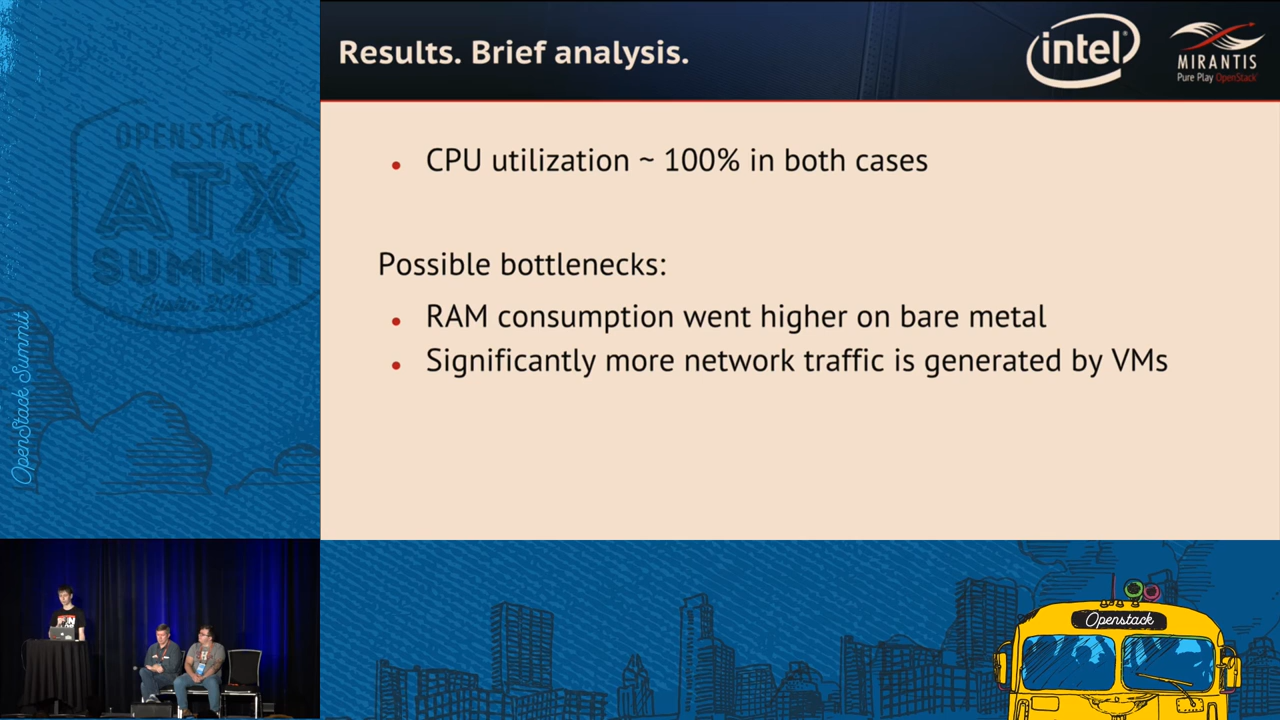 Results. Brief analysis.
intel
MIRANTIS
Pure Play OpenStack
CPU utilization ~ 100% in both cases
Possible bottlenecks:
RAM consumption went higher on bare metal
Significantly more network traffic is generated by VMs
OPENSTACK
ATX
SUMMIT
Austin 2016
OpenStack Summit
Openstack